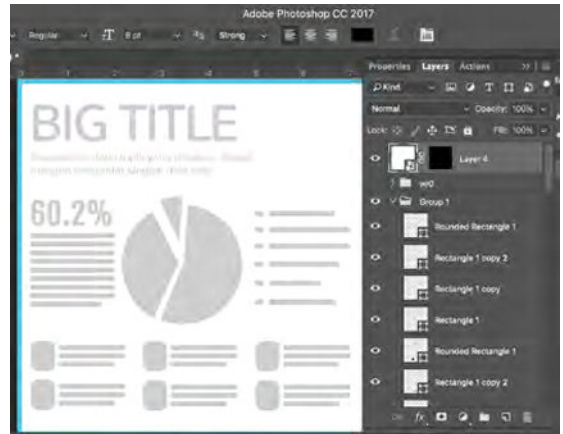 Adobe Photoshop CC 2017
Regular 8 pt Strong
Properties Layers Actions
Kind
Normal Opacity: 100%
Lock: Fill: 100%
BIG TITLE
60.2%
Layer 4
Group 1
Rounded Rectangle 1
Rectangle 1 copy 2
Rectangle 1 copy
Rectangle 1
Rounded Rectangle 1
Rectangle 1 copy 2
fx